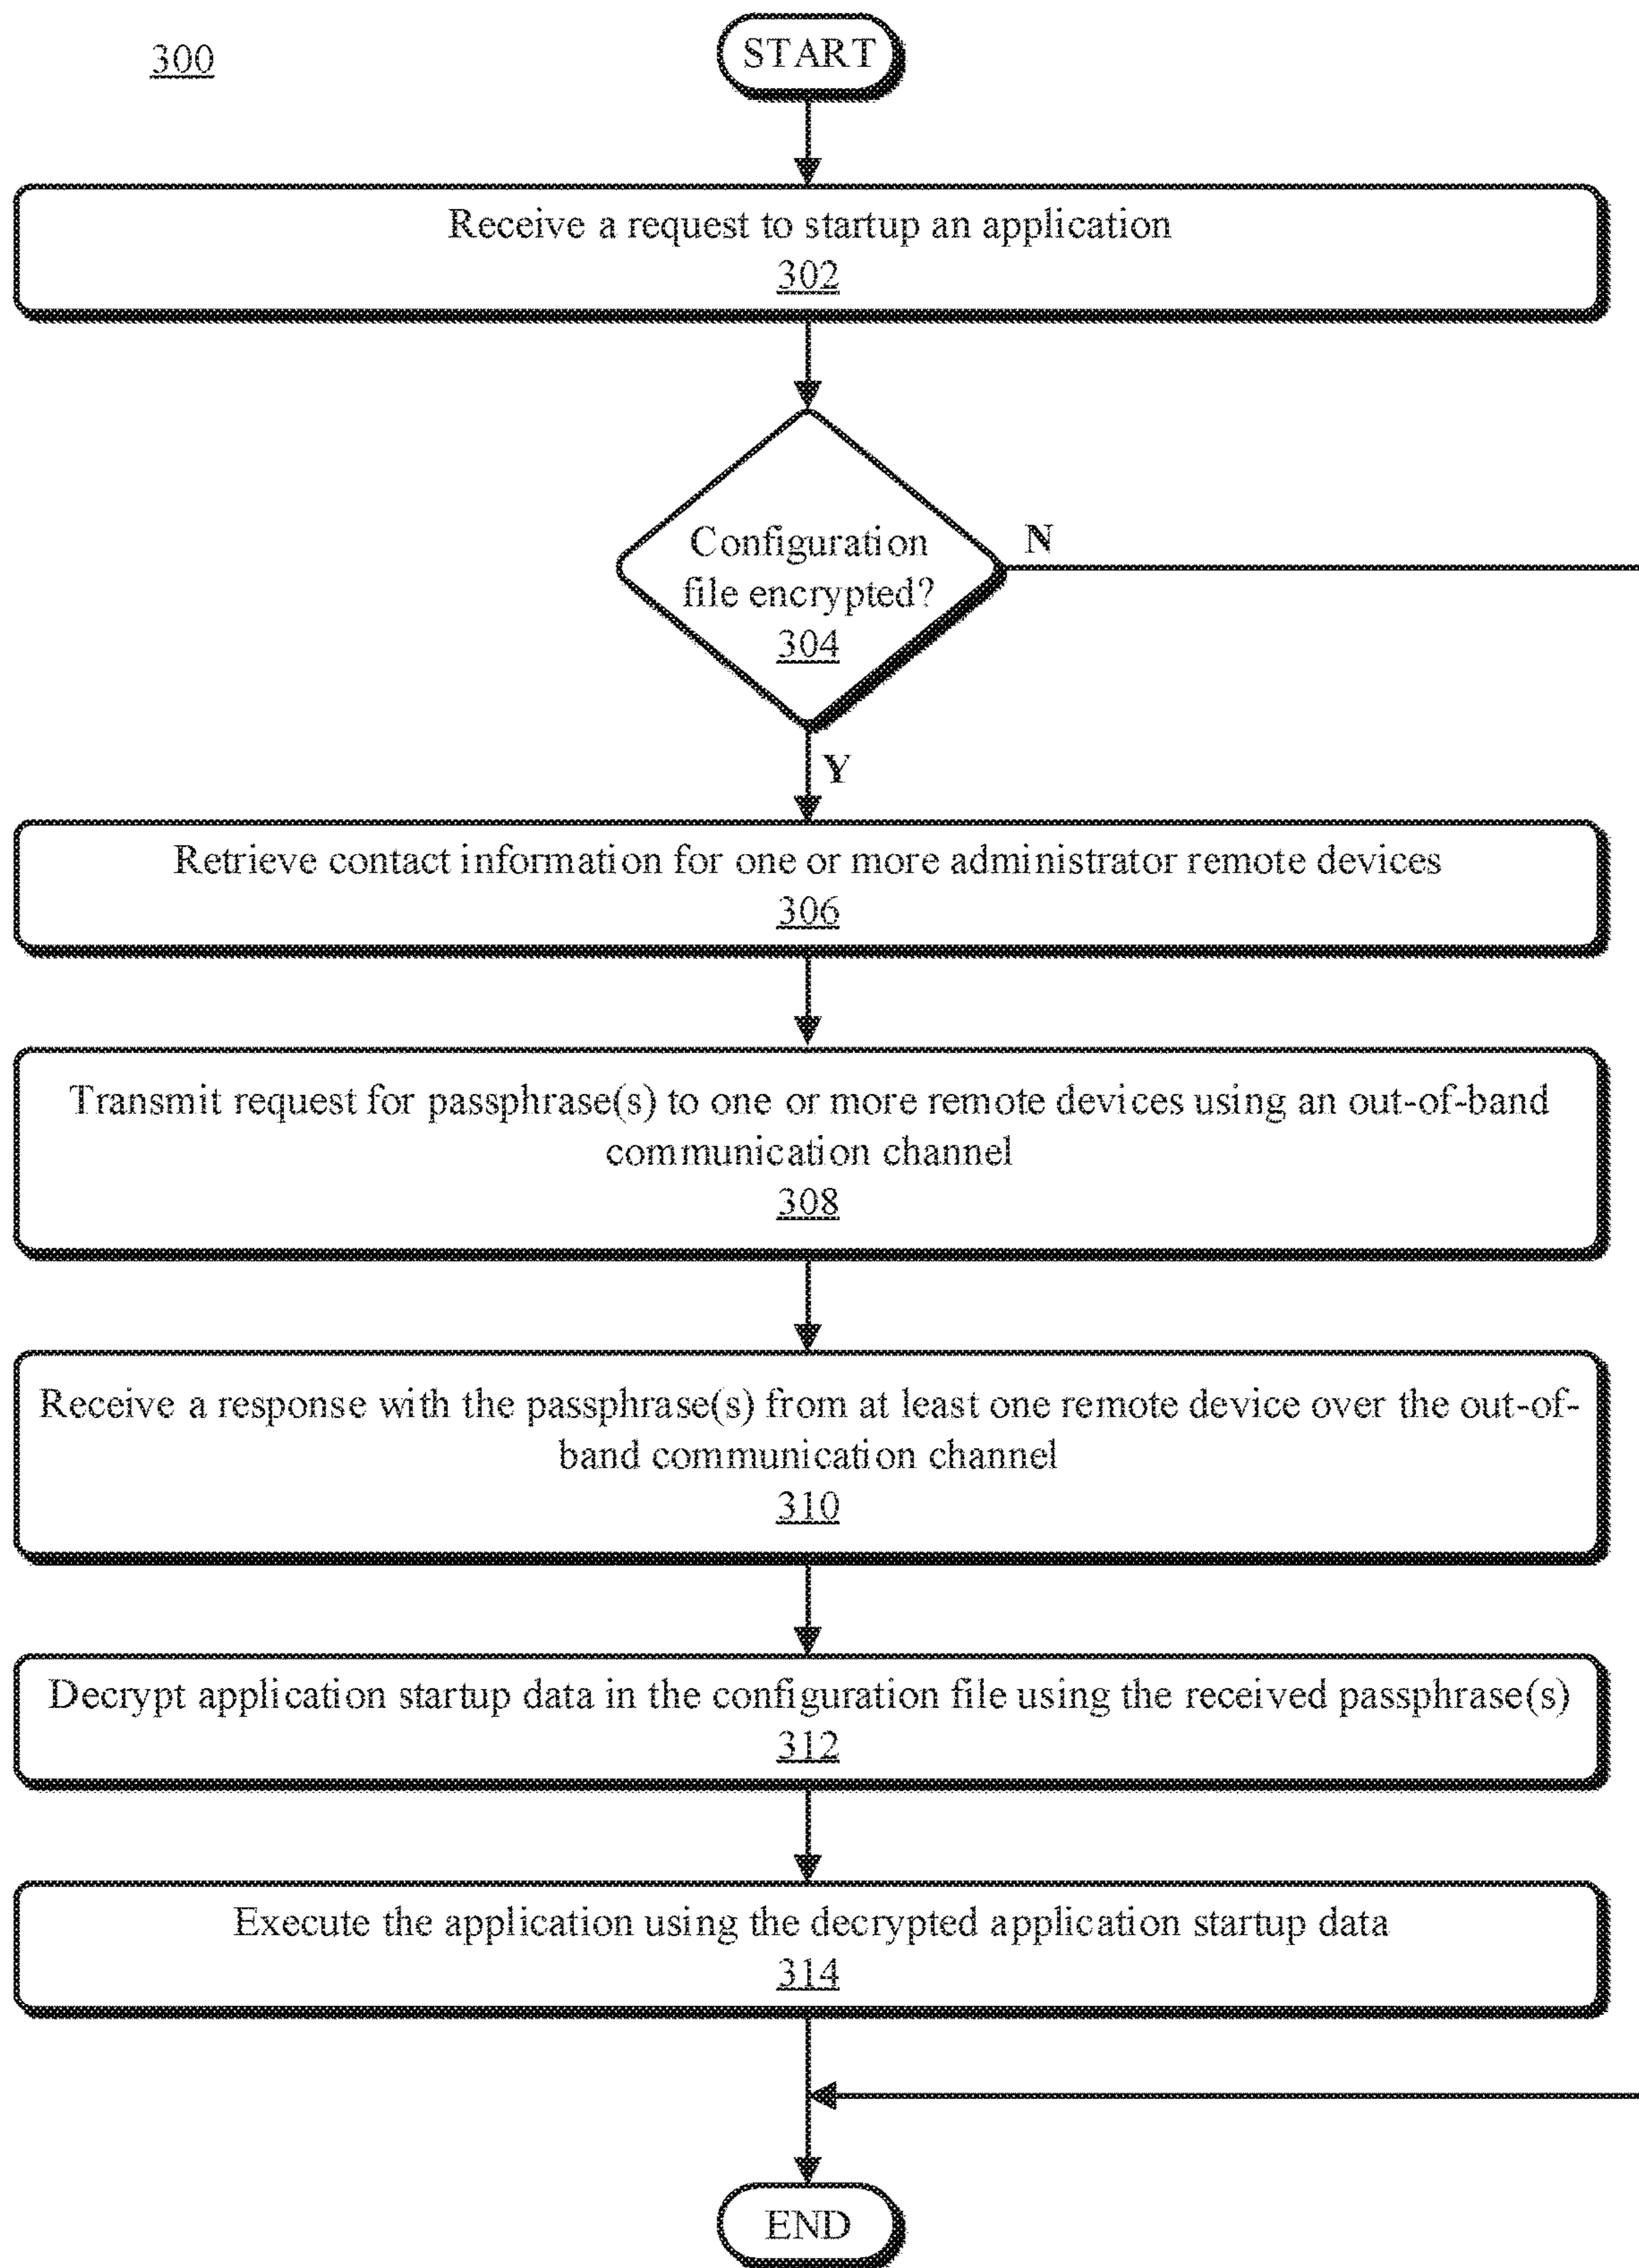 300
START
Receive a request to startup an application
302
Configuration
file encrypted?
304
N
Y
Retrieve contact information for one or more administrator remote devices
306
Transmit request for passphrase(s) to one or more remote devices using an out-of-band
communication channel
308
Receive a response with the passphrase(s) from at least one remote device over the out-of-
band communication channel
310
Decrypt application startup data in the configuration file using the received passphrase(s)
312
Execute the application using the decrypted application startup data
314
END